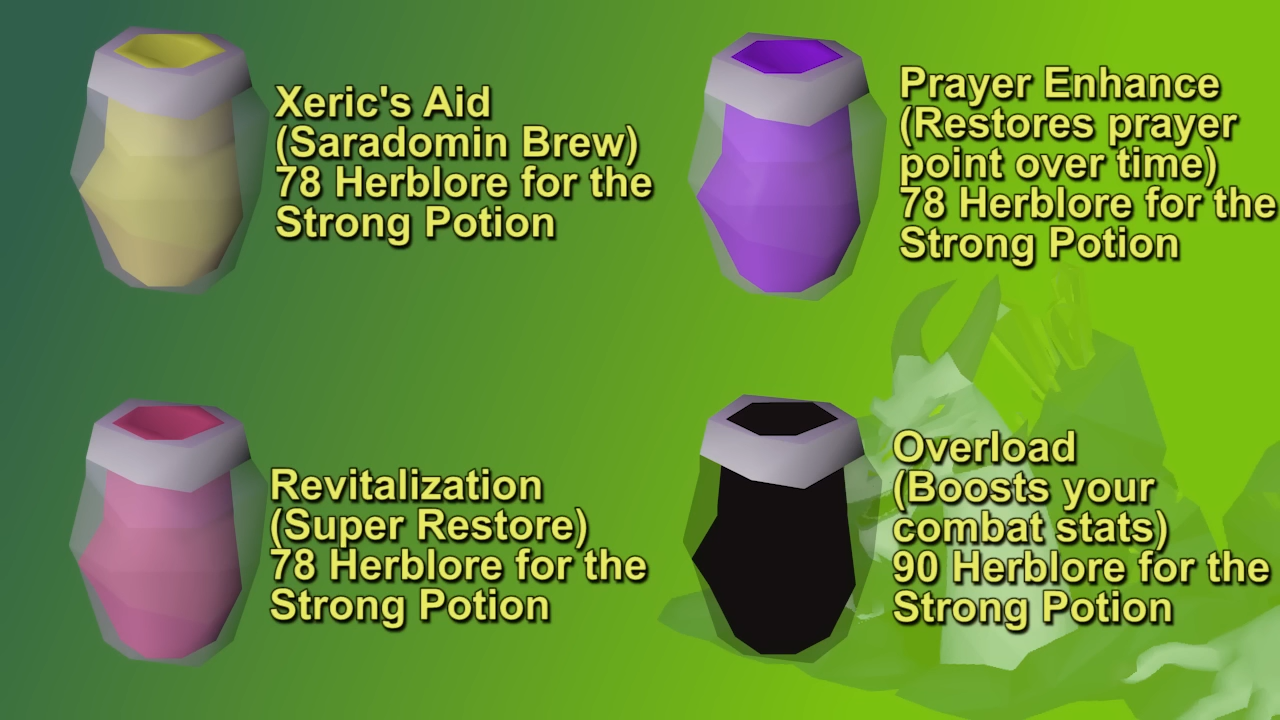 Xeric's Aid
(Saradomin Brew)
78 Herblore for the
Strong Potion
Prayer Enhance
(Restores prayer
point over time)
78 Herblore for the
Strong Potion
Revitalization
(Super Restore)
78 Herblore for the
Strong Potion
Overload
(Boosts your
combat stats)
90 Herblore for the
Strong Potion